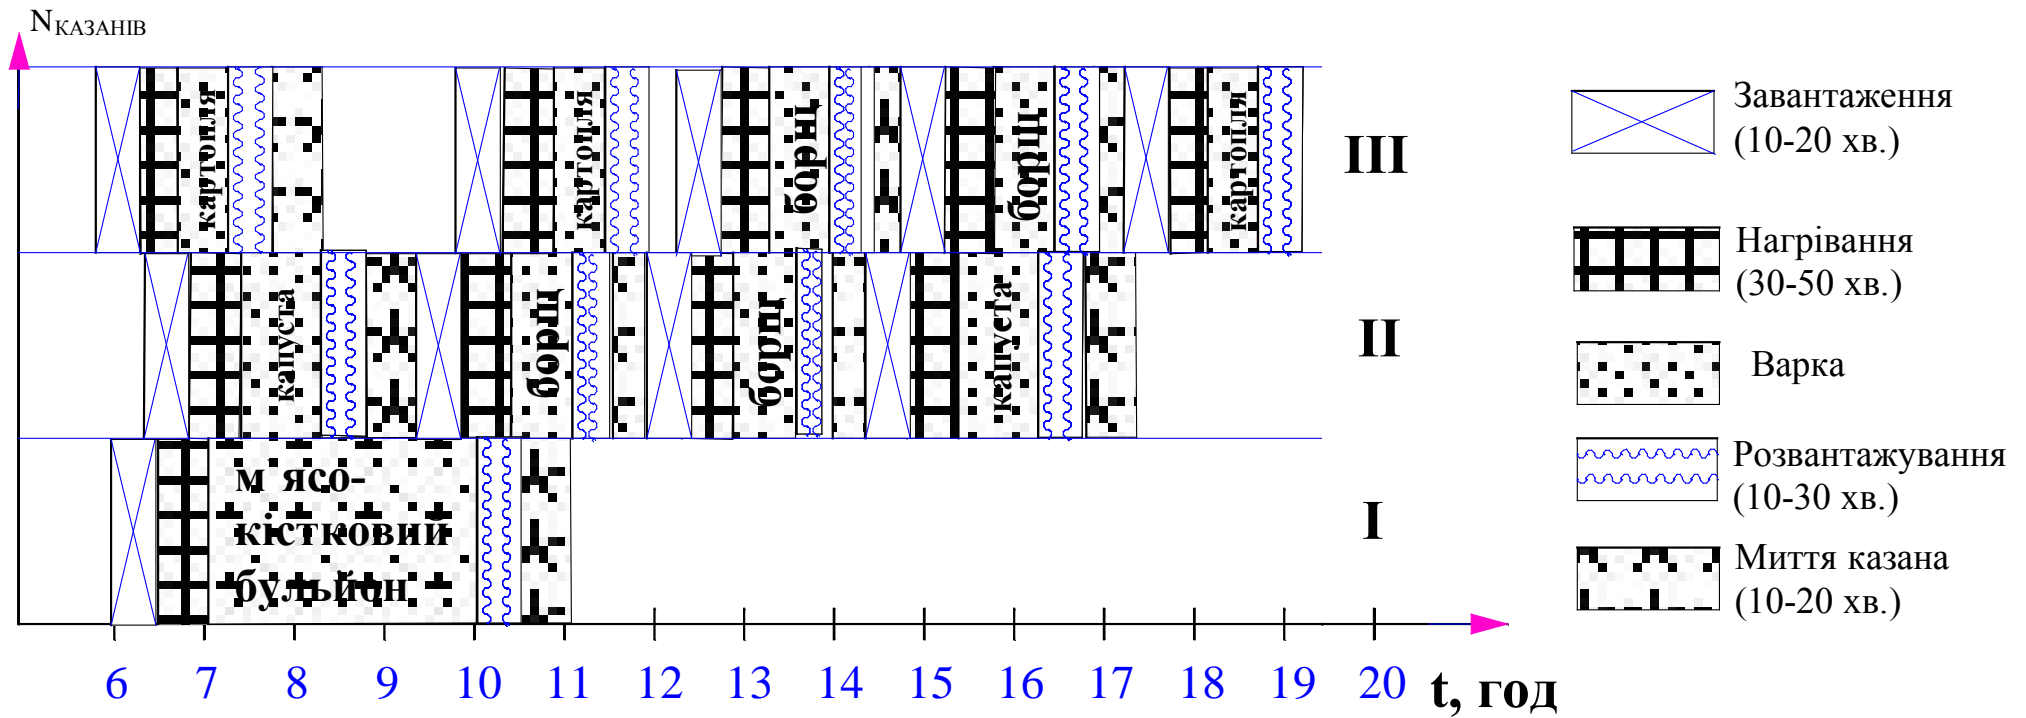 NКАЗАНІВ
картопля
картопля
борщ
борщ
картопля
III
капуста
борщ
борщ
капуста
II
м ясо-
кістковий
бульйон
I
6 7 8 9 10 11 12 13 14 15 16 17 18 19 20 t, год
Завантаження
(10-20 хв.)
Нагрівання
(30-50 хв.)
Варка
Розвантажування
(10-30 хв.)
Миття казана
(10-20 хв.)